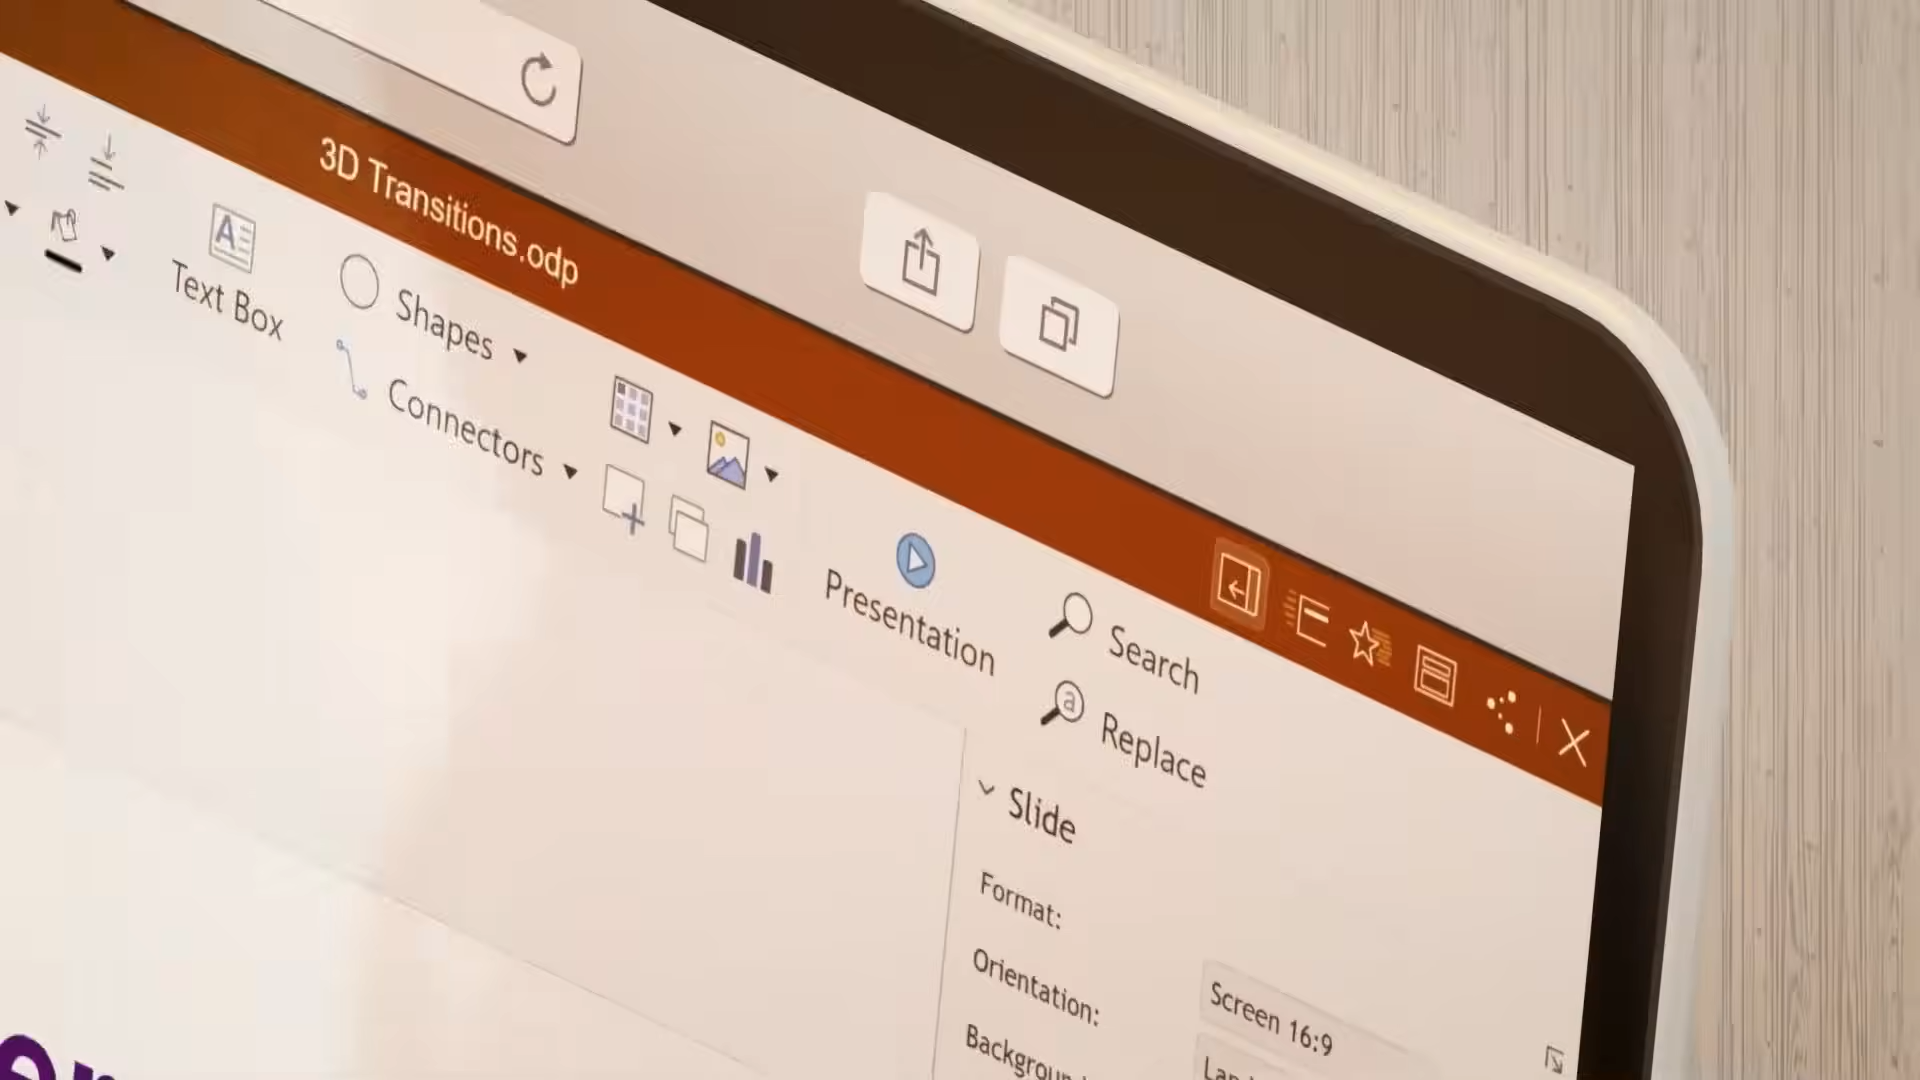 3D Transitions.odp
Text Box
Shapes
Connectors
Presentation
Search
Replace
Slide
Format:
Screen 16:9
Orientation: